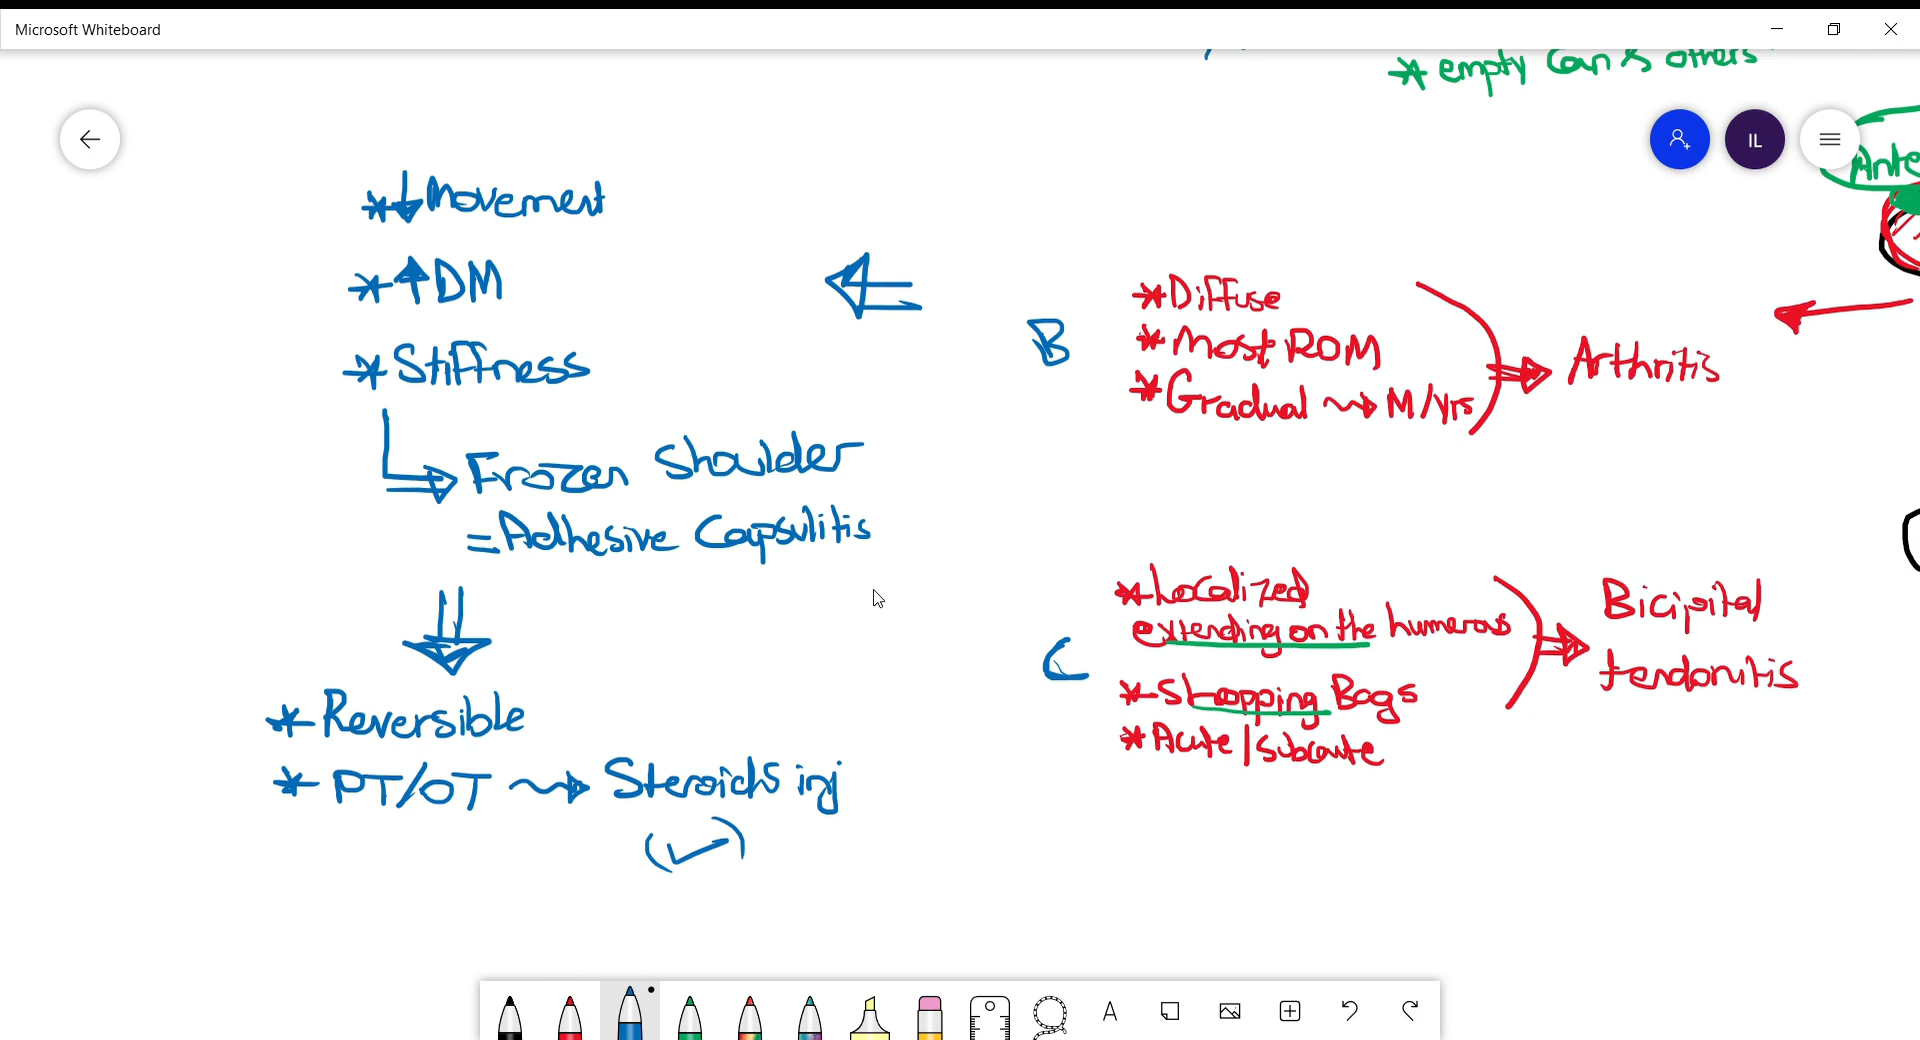 Microsoft Whiteboard
* empty Can & others
IL
Ante
* ↓ Movement
* ↑ DM
* Stiffness
Frozen Shoulder
= Adhesive Capsulitis
* Reversible
* PT/OT → Steroids inj
(✓)
B
* Diffuse
* Most ROM
* Gradual → M/yrs
Arthritis
C
* Localized
extending on the humerus
* Shopping Bags
* Acute/Subcute
Bicipital
tendonitis